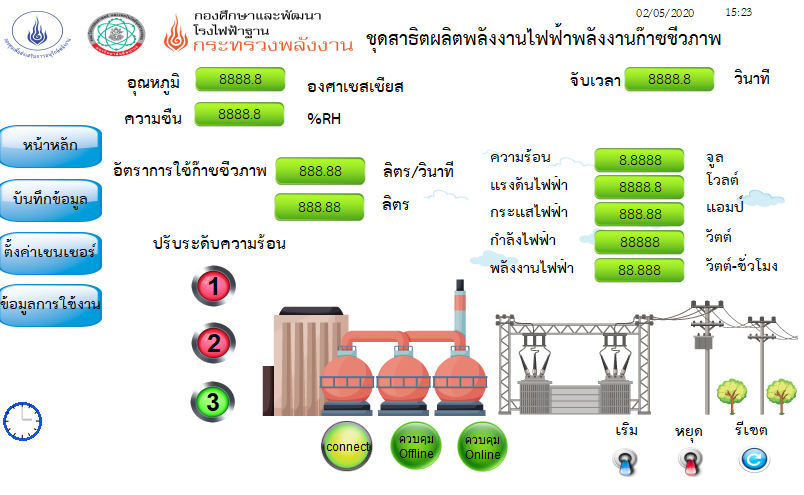 02/05/2020 15:23
กองศึกษาและพัฒนา
โรงไฟฟ้าฐาน
กระทรวงพลังงาน
ชุดสาธิตผลิตพลังงานไฟฟ้าพลังงานก๊าซชีวภาพ
อุณหภูมิ 8888.8 องศาเซสเซียส
จับเวลา 8888.8 วินาที
ความชืน 8888.8 %RH
หน้าหลัก
บันทึกข้อมูล
ตั้งค่าเซนเซอร์
ข้อมูลการใช้งาน
อัตราการใช้ก๊าซชีวภาพ 888.88 ลิตร/วินาที
888.88 ลิตร
ความร้อน 8.8888 จูล
แรงดันไฟฟ้า 8888.8 โวลต์
กระแสไฟฟ้า 888.88 แอมป์
กำลังไฟฟ้า 88888 วัตต์
พลังงานไฟฟ้า 88.888 วัตต์-ชั่วโมง
ปรับระดับความร้อน
1
2
3
connect
ควบคุม
Offline
ควบคุม
Online
เริ่ม
หยุด
รีเซต